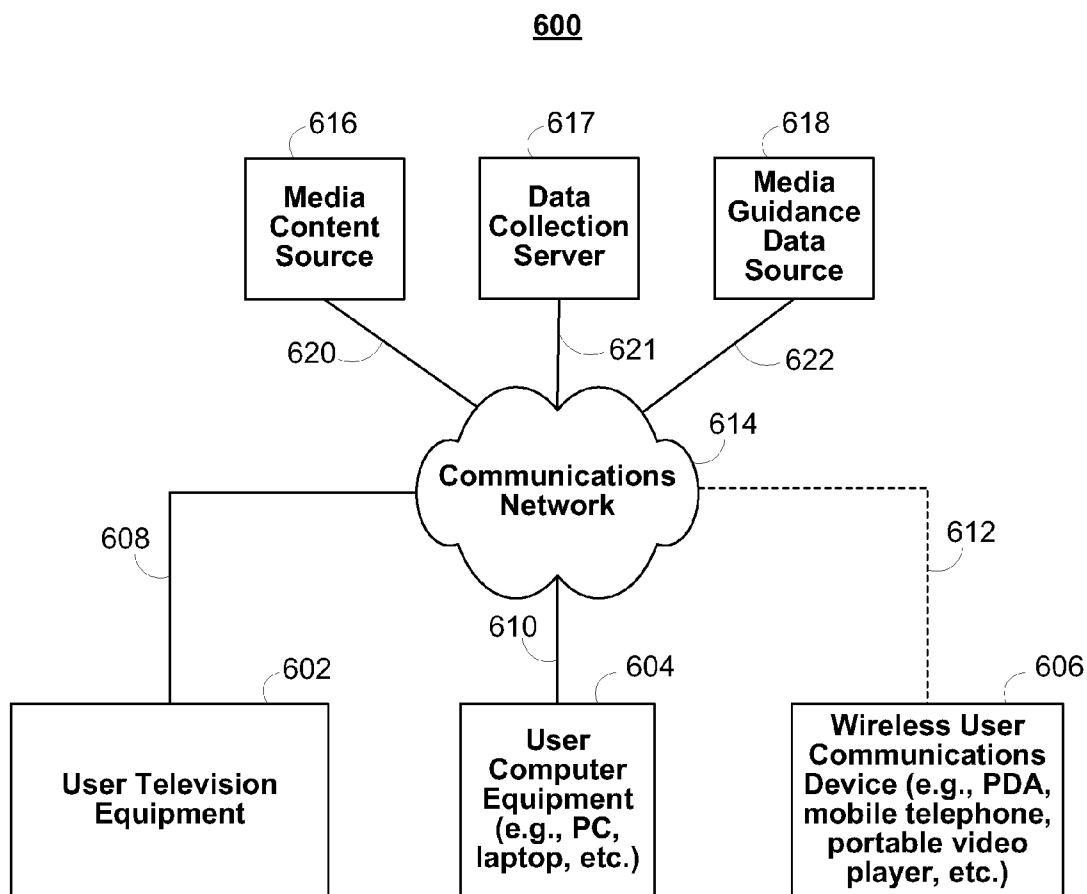 600
616
617
618
Media
Content
Source
Data
Collection
Server
Media
Guidance
Data
Source
620
621
622
614
Communications
Network
608
612
610
602
604
606
User Television
Equipment
User
Computer
Equipment
(e.g., PC,
laptop, etc.)
Wireless User
Communications
Device (e.g., PDA,
mobile telephone,
portable video
player, etc.)